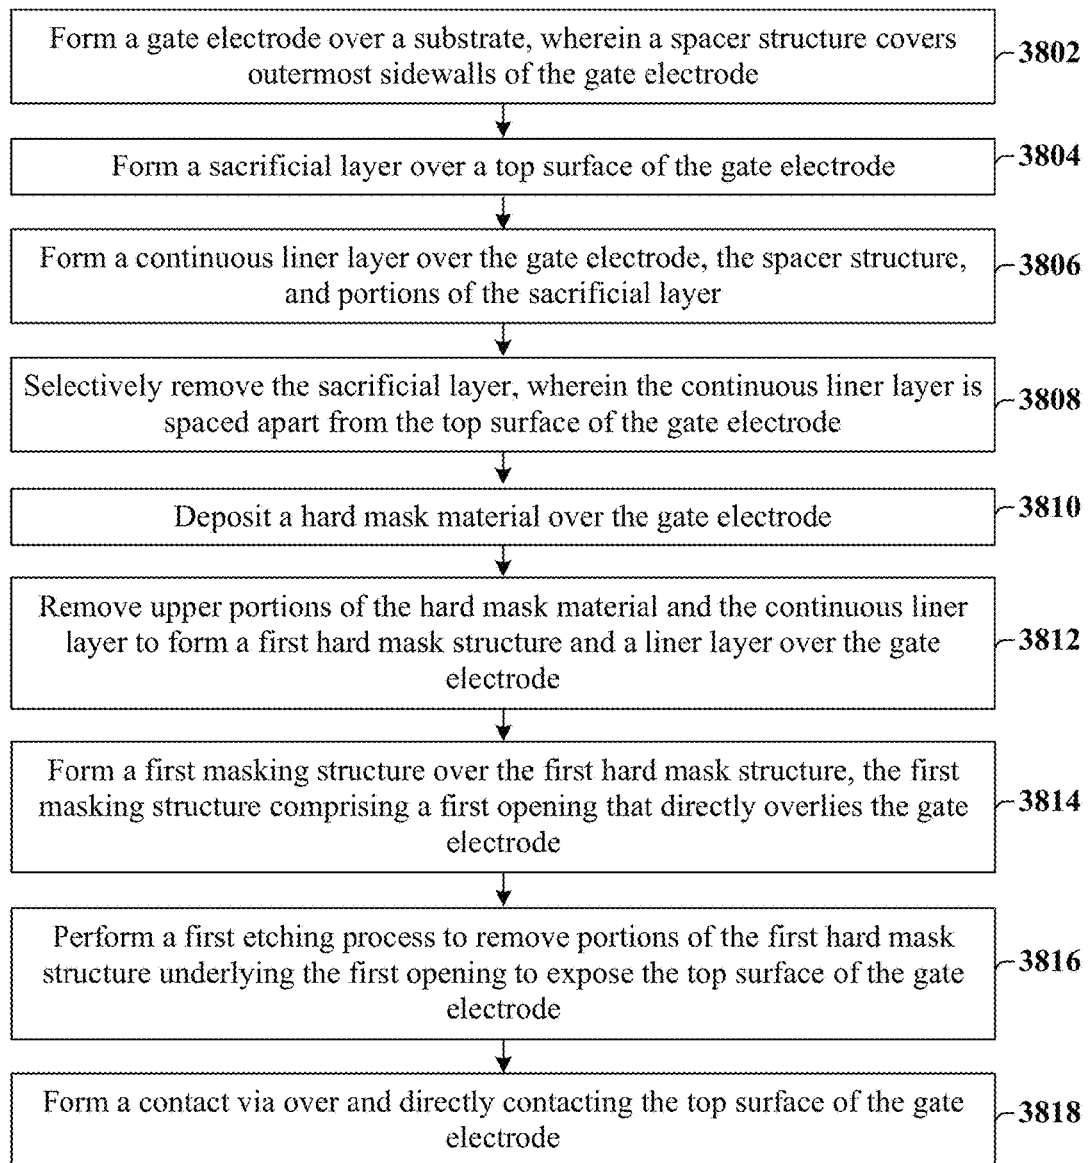 Form a gate electrode over a substrate, wherein a spacer structure covers
outermost sidewalls of the gate electrode
3802
Form a sacrificial layer over a top surface of the gate electrode
3804
Form a continuous liner layer over the gate electrode, the spacer structure,
and portions of the sacrificial layer
3806
Selectively remove the sacrificial layer, wherein the continuous liner layer is
spaced apart from the top surface of the gate electrode
3808
Deposit a hard mask material over the gate electrode
3810
Remove upper portions of the hard mask material and the continuous liner
layer to form a first hard mask structure and a liner layer over the gate
electrode
3812
Form a first masking structure over the first hard mask structure, the first
masking structure comprising a first opening that directly overlies the gate
electrode
3814
Perform a first etching process to remove portions of the first hard mask
structure underlying the first opening to expose the top surface of the gate
electrode
3816
Form a contact via over and directly contacting the top surface of the gate
electrode
3818